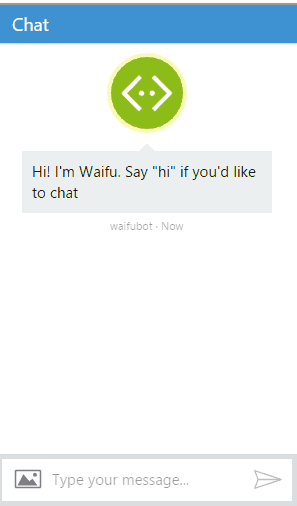 Chat
Hi! I'm Waifu. Say "hi" if you'd like
to chat
waifubot · Now
Type your message...